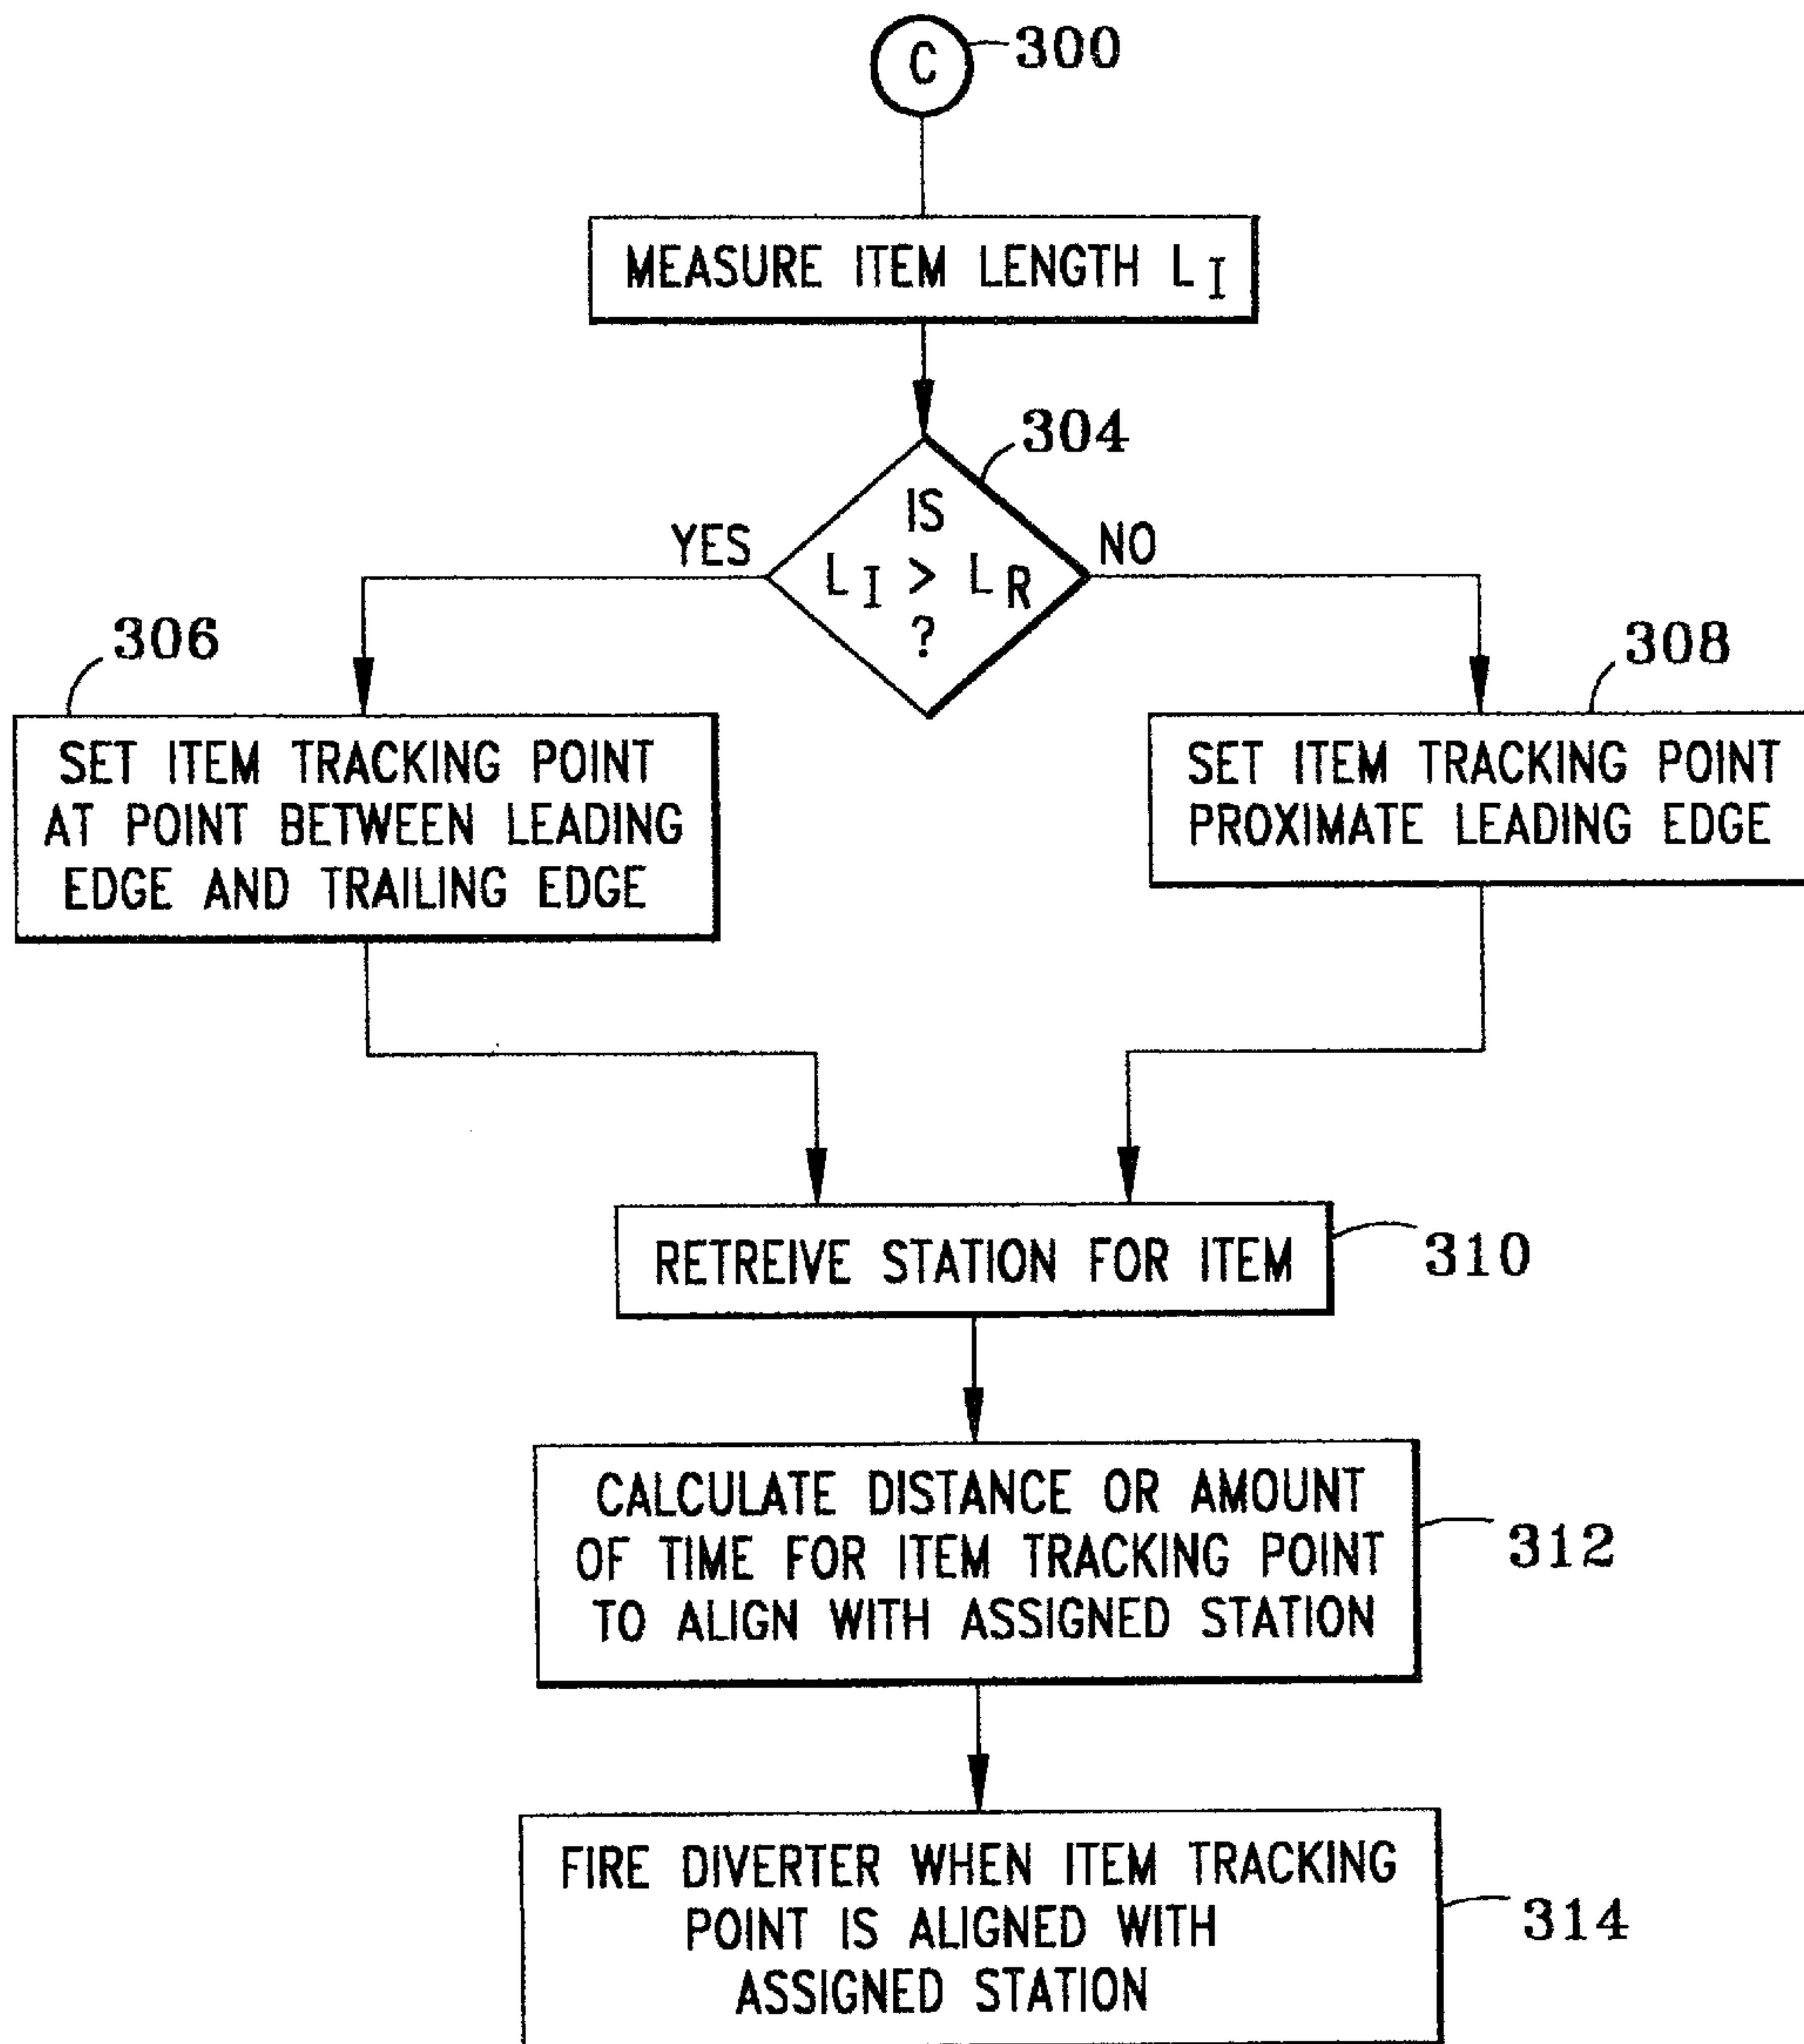 C
300
MEASURE ITEM LENGTH L I
304
IS
L I > L R
?
YES
NO
306
SET ITEM TRACKING POINT
AT POINT BETWEEN LEADING
EDGE AND TRAILING EDGE
308
SET ITEM TRACKING POINT
PROXIMATE LEADING EDGE
RETREIVE STATION FOR ITEM
310
CALCULATE DISTANCE OR AMOUNT
OF TIME FOR ITEM TRACKING POINT
TO ALIGN WITH ASSIGNED STATION
312
FIRE DIVERTER WHEN ITEM TRACKING
POINT IS ALIGNED WITH
ASSIGNED STATION
314